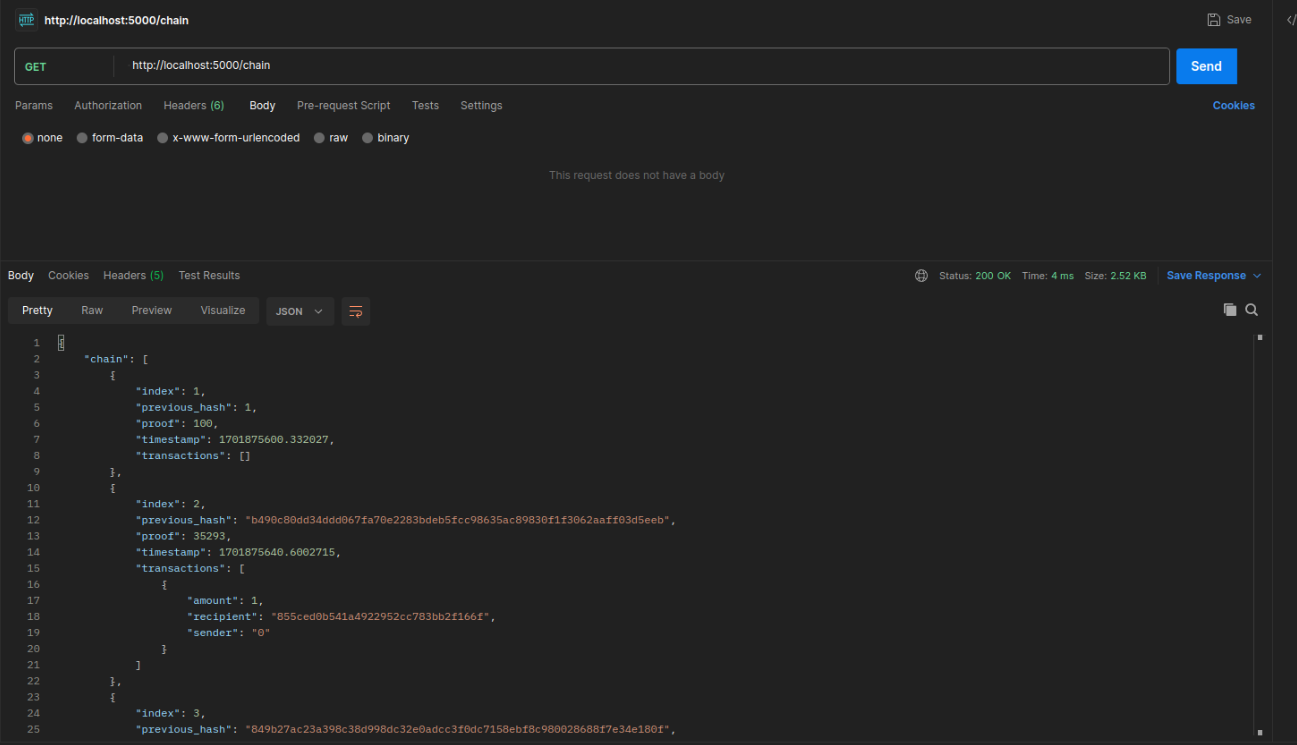 HTTP http://localhost:5000/chain Save </
GET http://localhost:5000/chain Send
Params Authorization Headers (6) Body Pre-request Script Tests Settings Cookies
none form-data x-www-form-urlencoded raw binary
This request does not have a body
Body Cookies Headers (5) Test Results Status: 200 OK Time: 4 ms Size: 2.52 KB Save Response
Pretty Raw Preview Visualize JSON
1 {
2 "chain": [
3 {
4 "index": 1,
5 "previous_hash": 1,
6 "proof": 100,
7 "timestamp": 1701875600.332027,
8 "transactions": []
9 },
10 {
11 "index": 2,
12 "previous_hash": "b490c80dd34ddd067fa70e2283bdeb5fcc98635ac89830f1f3062aaff03d5eeb",
13 "proof": 35293,
14 "timestamp": 1701875640.6002715,
15 "transactions": [
16 {
17 "amount": 1,
18 "recipient": "855ced0b541a4922952cc783bb2f166f",
19 "sender": "0"
20 }
21 ]
22 },
23 {
24 "index": 3,
25 "previous_hash": "849b27ac23a398c38d998dc32e0adcc3f0dc7158ebf8c980028688f7e34e180f",